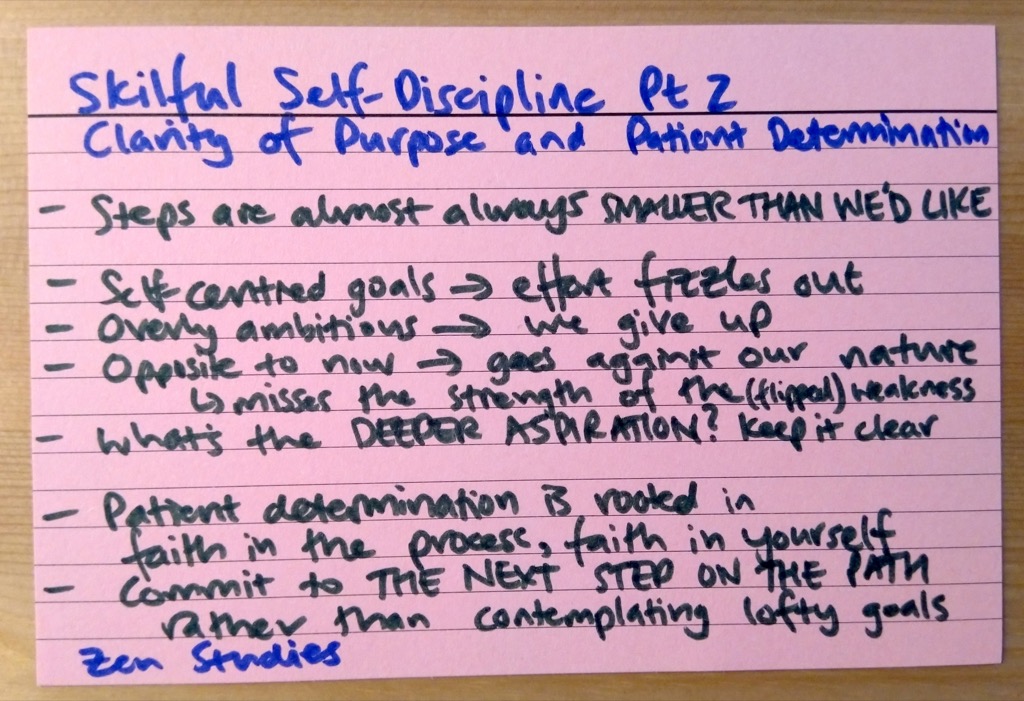 Skilful Self-Discipline Pt 2
Clarity of Purpose and Patient Determination
- Steps are almost always SMALLER THAN WE'D LIKE
- Self-centred goals → effort fizzles out
- Overly ambitious → we give up
- Opposite to now → goes against our nature
↳ misses the strength of the (flipped) weakness
- What's the DEEPER ASPIRATION? Keep it clear
- Patient determination is rooted in
faith in the process, faith in yourself
- Commit to THE NEXT STEP ON THE PATH
rather than contemplating lofty goals
Zen Studies